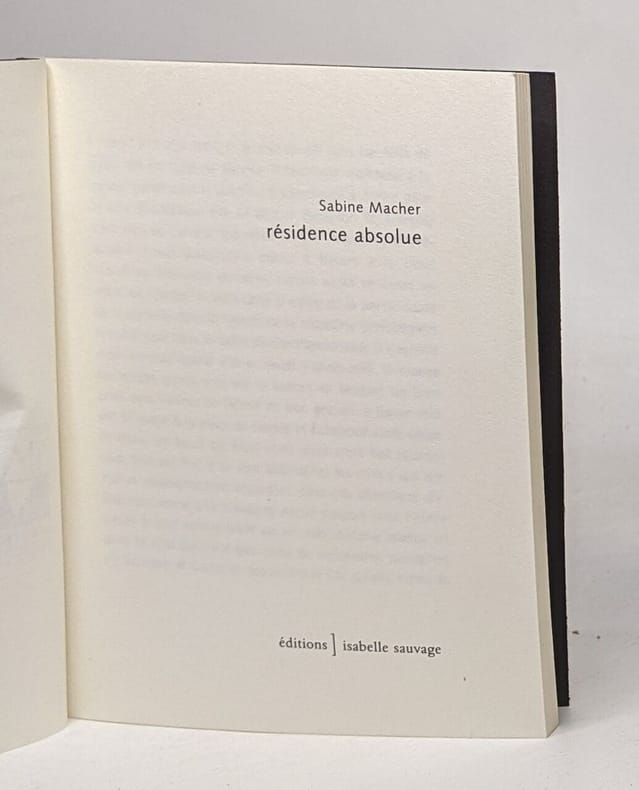 Sabine Macher
résidence absolue
éditions] isabelle sauvage